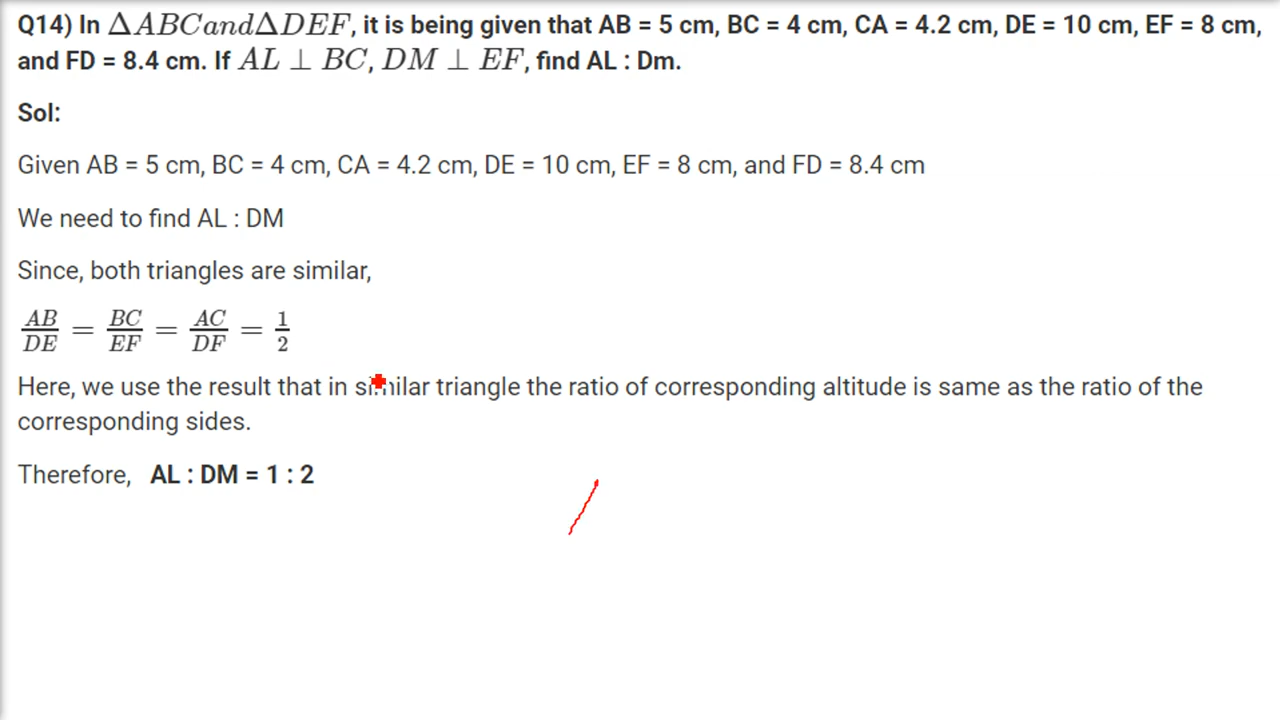 Q14) In ΔABCandΔDEF, it is being given that AB = 5 cm, BC = 4 cm, CA = 4.2 cm, DE = 10 cm, EF = 8 cm,
and FD = 8.4 cm. If AL ⊥ BC, DM ⊥ EF, find AL : Dm.
Sol:
Given AB = 5 cm, BC = 4 cm, CA = 4.2 cm, DE = 10 cm, EF = 8 cm, and FD = 8.4 cm
We need to find AL : DM
Since, both triangles are similar,
AB/DE = BC/EF = AC/DF = 1/2
Here, we use the result that in similar triangle the ratio of corresponding altitude is same as the ratio of the
corresponding sides.
Therefore, AL : DM = 1 : 2